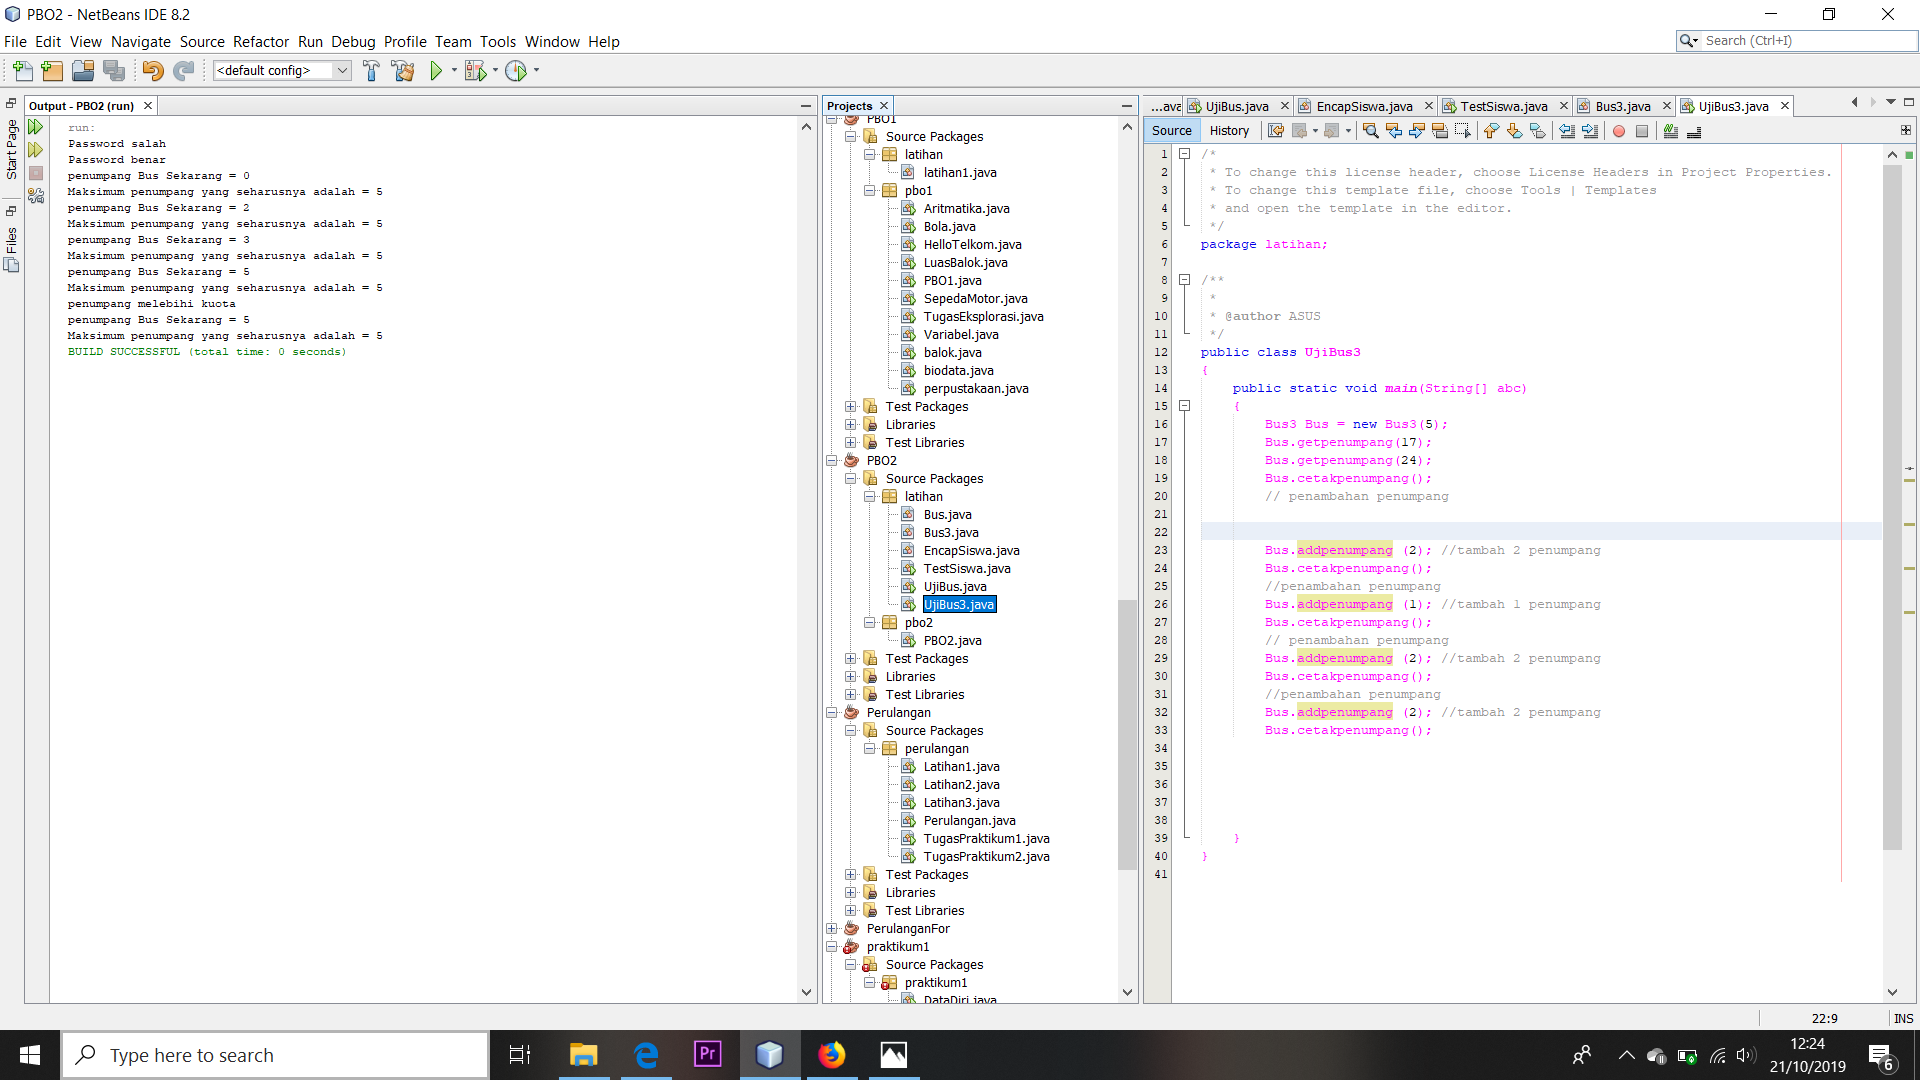 PBO2 - NetBeans IDE 8.2
File Edit View Navigate Source Refactor Run Debug Profile Team Tools Window Help
Search (Ctrl+I)
<default config>
Start Page
Files
Output - PBO2 (run)
run:
Password salah
Password benar
penumpang Bus Sekarang = 0
Maksimum penumpang yang seharusnya adalah = 5
penumpang Bus Sekarang = 2
Maksimum penumpang yang seharusnya adalah = 5
penumpang Bus Sekarang = 3
Maksimum penumpang yang seharusnya adalah = 5
penumpang Bus Sekarang = 5
Maksimum penumpang yang seharusnya adalah = 5
penumpang melebihi kuota
penumpang Bus Sekarang = 5
Maksimum penumpang yang seharusnya adalah = 5
BUILD SUCCESSFUL (total time: 0 seconds)
Projects
PBO1
Source Packages
latihan
latihan1.java
pbo1
Aritmatika.java
Bola.java
HelloTelkom.java
LuasBalok.java
PBO1.java
SepedaMotor.java
TugasEksplorasi.java
Variabel.java
balok.java
biodata.java
perpustakaan.java
Test Packages
Libraries
Test Libraries
PBO2
Source Packages
latihan
Bus.java
Bus3.java
EncapSiswa.java
TestSiswa.java
UjiBus.java
UjiBus3.java
pbo2
PBO2.java
Test Packages
Libraries
Test Libraries
Perulangan
Source Packages
perulangan
Latihan1.java
Latihan2.java
Latihan3.java
Perulangan.java
TugasPraktikum1.java
TugasPraktikum2.java
Test Packages
Libraries
Test Libraries
PerulanganFor
praktikum1
Source Packages
praktikum1
DataDiri.java
...ava UjiBus.java EncapSiswa.java TestSiswa.java Bus3.java UjiBus3.java
Source History
1 /*
2 * To change this license header, choose License Headers in Project Properties.
3 * To change this template file, choose Tools | Templates
4 * and open the template in the editor.
5 */
6 package latihan;
7
8 /**
9 *
10 * @author ASUS
11 */
12 public class UjiBus3
13 {
14 public static void main(String[] abc)
15 {
16 Bus3 Bus = new Bus3(5);
17 Bus.getpenumpang(17);
18 Bus.getpenumpang(24);
19 Bus.cetakpenumpang();
20 // penambahan penumpang
21
22
23 Bus.addpenumpang (2); //tambah 2 penumpang
24 Bus.cetakpenumpang();
25 //penambahan penumpang
26 Bus.addpenumpang (1); //tambah 1 penumpang
27 Bus.cetakpenumpang();
28 // penambahan penumpang
29 Bus.addpenumpang (2); //tambah 2 penumpang
30 Bus.cetakpenumpang();
31 //penambahan penumpang
32 Bus.addpenumpang (2); //tambah 2 penumpang
33 Bus.cetakpenumpang();
34
35
36
37
38
39 }
40 }
41
22:9 INS
Type here to search
Pr
12:24
21/10/2019
6